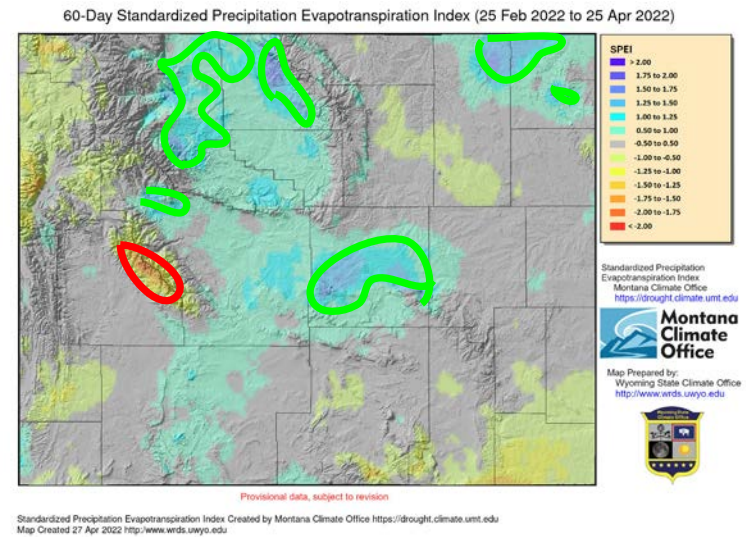 60-Day Standardized Precipitation Evapotranspiration Index (25 Feb 2022 to 25 Apr 2022)
SPEI
> 2.00
1.75 to 2.00
1.50 to 1.75
1.25 to 1.50
1.00 to 1.25
0.50 to 1.00
-0.50 to 0.50
-1.00 to -0.50
-1.25 to -1.00
-1.50 to -1.25
-1.75 to -1.50
-2.00 to -1.75
< -2.00
Standardized Precipitation
Evapotranspiration Index
Montana Climate Office
https://drought.climate.umt.edu
Montana
Climate
Office
Map Prepared by:
Wyoming State Climate Office
http://www.wrds.uwyo.edu
Wyoming State
Climate Office
Provisional data, subject to revision
Standardized Precipitation Evapotranspiration Index Created by Montana Climate Office https://drought.climate.umt.edu
Map Created 27 Apr 2022 http:/www.wrds.uwyo.edu